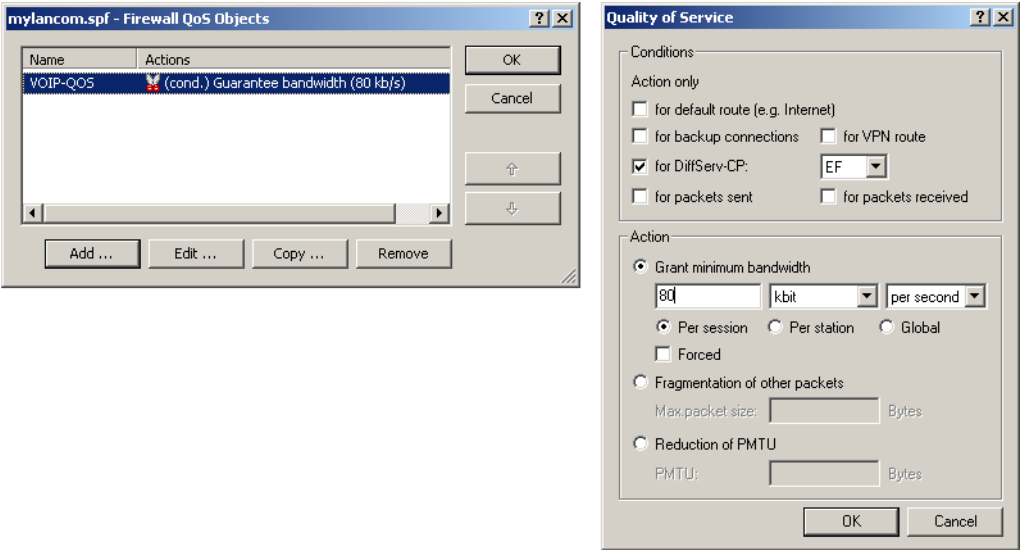 mylancom.spf - Firewall QoS Objects
Name Actions
VOIP-QOS (cond.) Guarantee bandwidth (80 kb/s)
OK
Cancel
Add ... Edit ... Copy ... Remove
Quality of Service
Conditions
Action only
for default route (e.g. Internet)
for backup connections for VPN route
for DiffServ-CP: EF
for packets sent for packets received
Action
Grant minimum bandwidth
80 kbit per second
Per session Per station Global
Forced
Fragmentation of other packets
Max.packet size: Bytes
Reduction of PMTU
PMTU: Bytes
OK Cancel